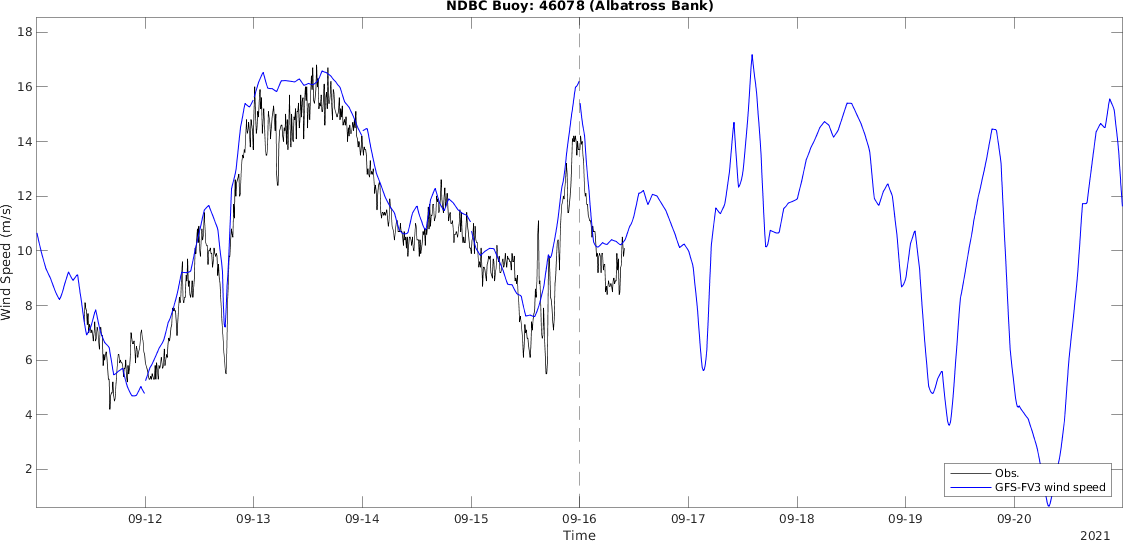 NDBC Buoy: 46078 (Albatross Bank)
18
16
14
12
10
8
6
4
2
Wind Speed (m/s)
Obs.
GFS-FV3 wind speed
09-12 09-13 09-14 09-15 09-16 09-17 09-18 09-19 09-20
Time
2021